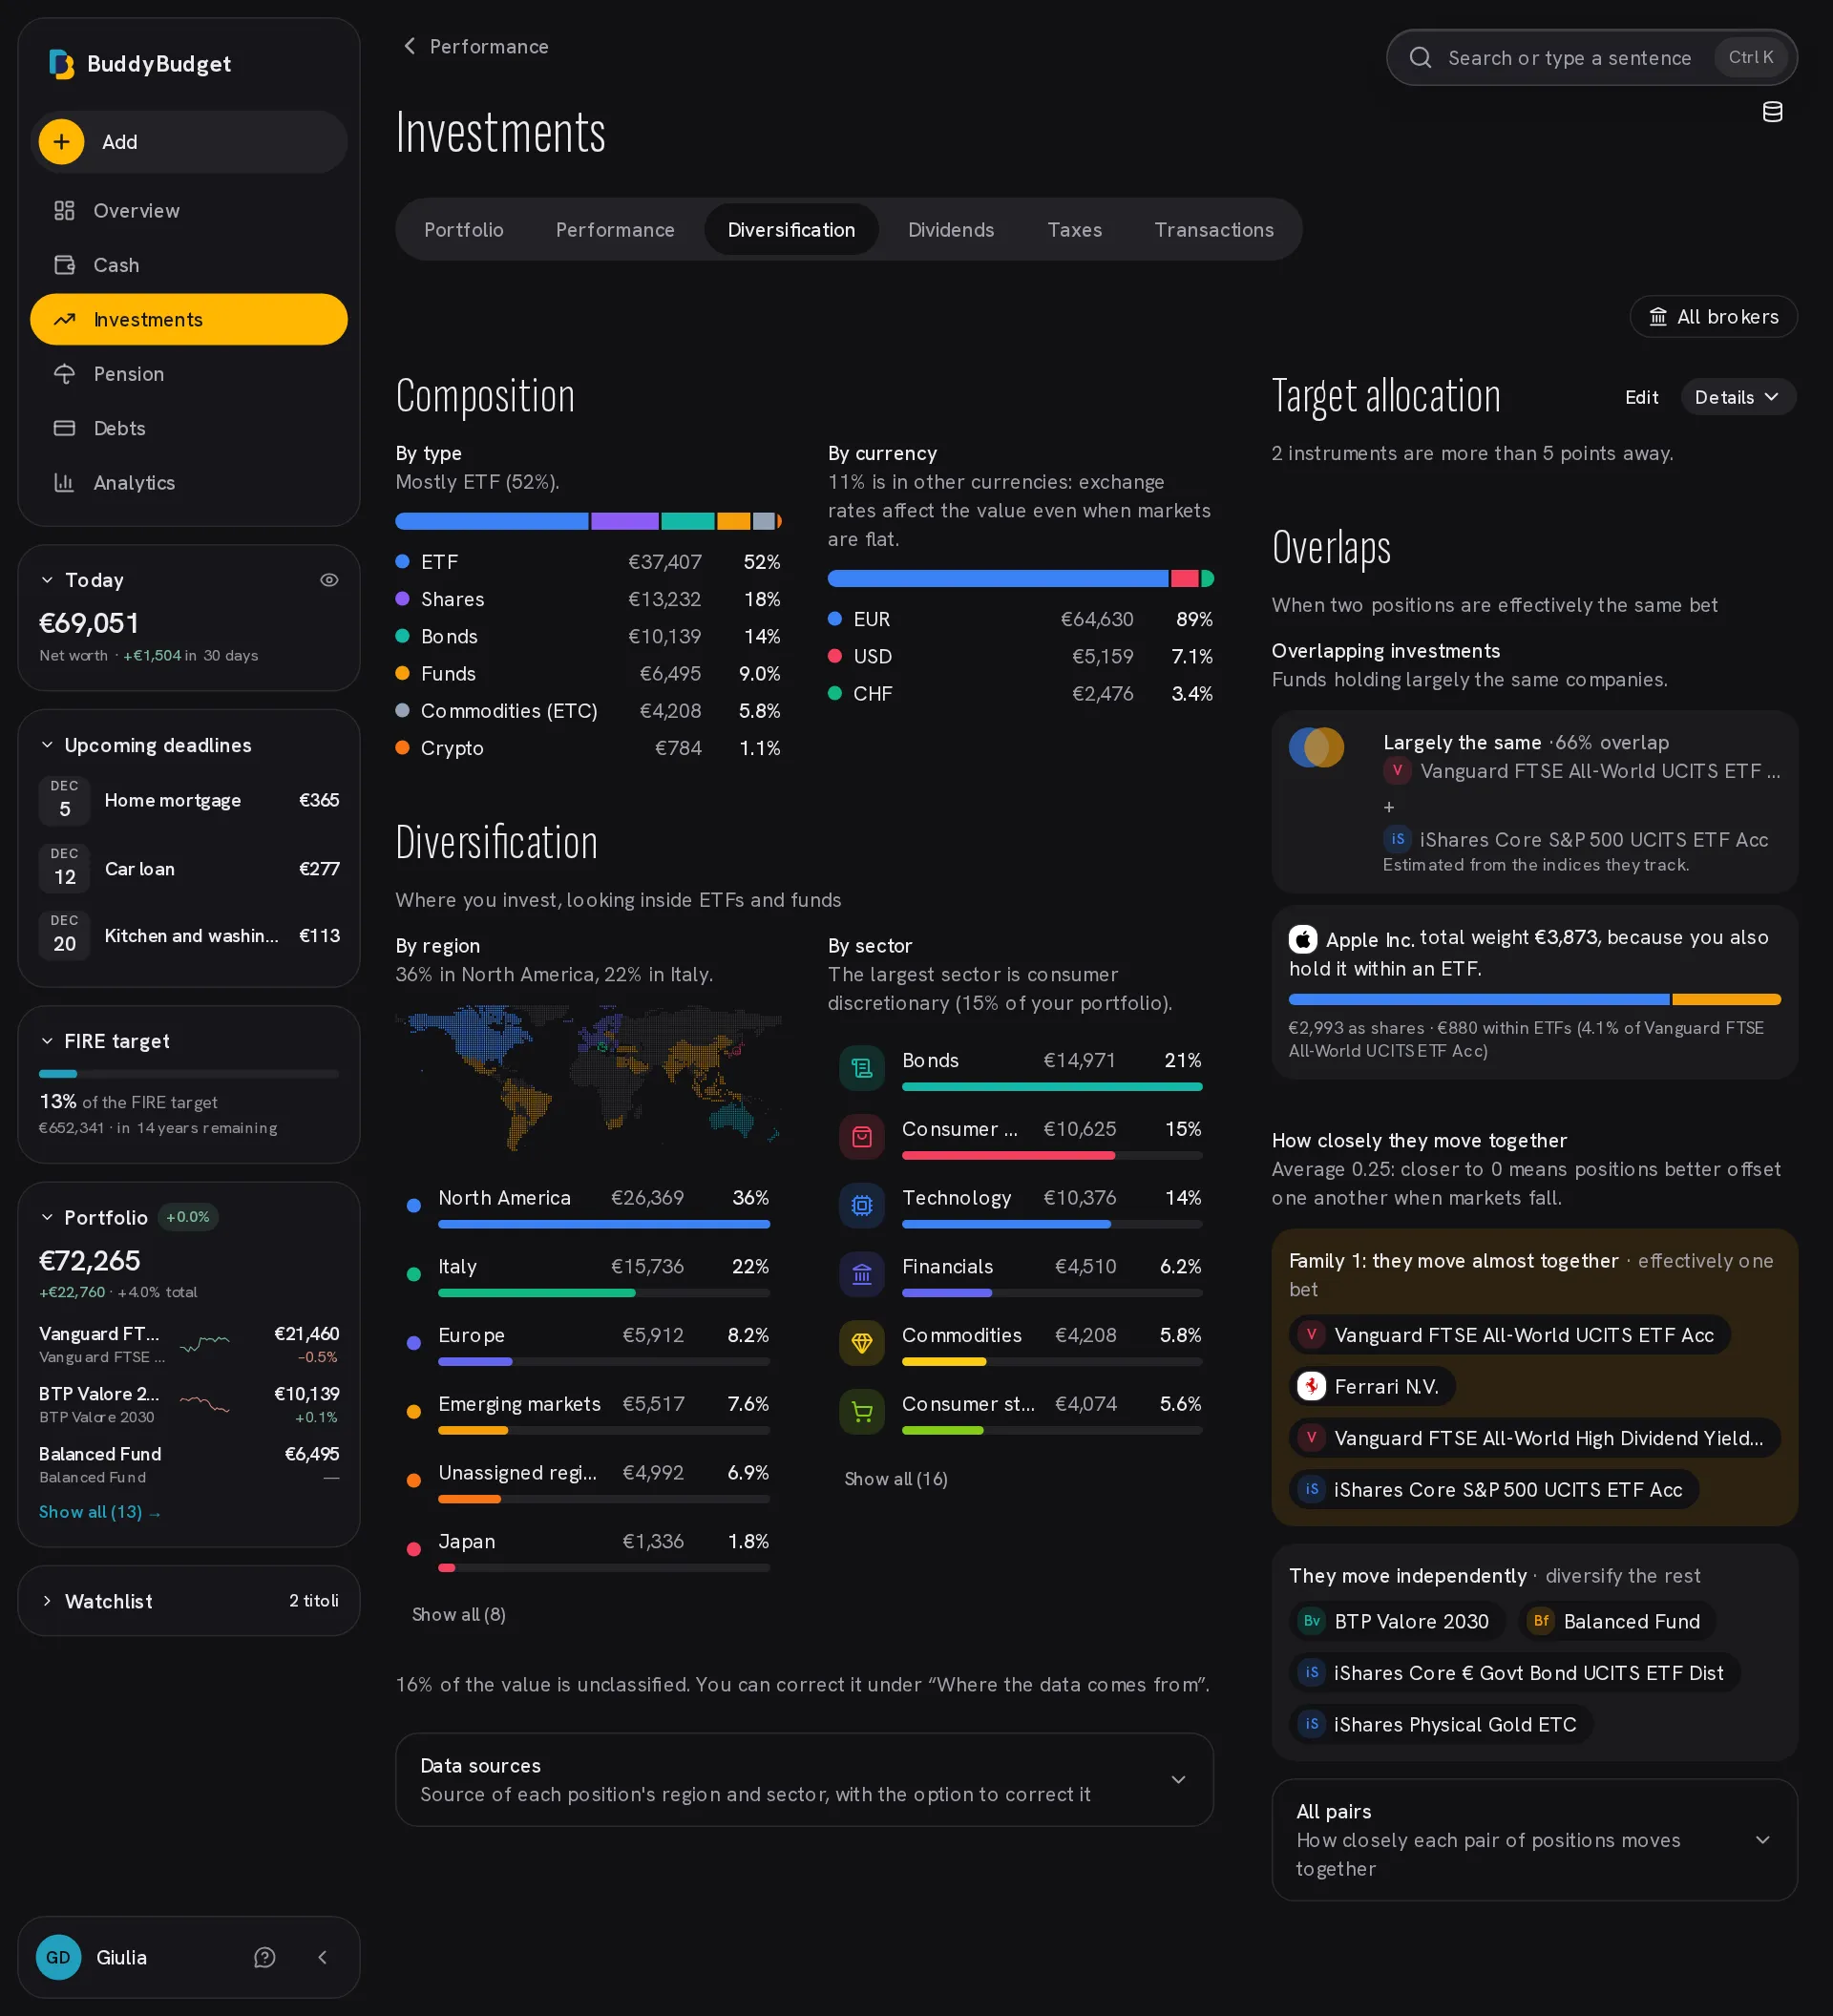 BuddyBudget
Add
Overview
Cash
Investments
Pension
Debts
Analytics
Today
€69,051
Net worth · +€1,504 in 30 days
Upcoming deadlines
DEC
5
Home mortgage
€365
DEC
12
Car loan
€277
DEC
20
Kitchen and washin...
€113
FIRE target
13% of the FIRE target
€652,341 · in 14 years remaining
Portfolio
+0.0%
€72,265
+€22,760 · +4.0% total
Vanguard FT...
€21,460
Vanguard FTSE ...
−0.5%
BTP Valore 2...
€10,139
BTP Valore 2030
+0.1%
Balanced Fund
€6,495
Balanced Fund
—
Show all (13) →
Watchlist
2 titoli
GD
Giulia
Performance
Search or type a sentence
Ctrl K
Investments
Portfolio
Performance
Diversification
Dividends
Taxes
Transactions
All brokers
Composition
By type
Mostly ETF (52%).
ETF €37,407 52%
Shares €13,232 18%
Bonds €10,139 14%
Funds €6,495 9.0%
Commodities (ETC) €4,208 5.8%
Crypto €784 1.1%
By currency
11% is in other currencies: exchange
rates affect the value even when markets
are flat.
EUR €64,630 89%
USD €5,159 7.1%
CHF €2,476 3.4%
Diversification
Where you invest, looking inside ETFs and funds
By region
36% in North America, 22% in Italy.
North America €26,369 36%
Italy €15,736 22%
Europe €5,912 8.2%
Emerging markets €5,517 7.6%
Unassigned regi... €4,992 6.9%
Japan €1,336 1.8%
Show all (8)
By sector
The largest sector is consumer
discretionary (15% of your portfolio).
Bonds €14,971 21%
Consumer ... €10,625 15%
Technology €10,376 14%
Financials €4,510 6.2%
Commodities €4,208 5.8%
Consumer st... €4,074 5.6%
Show all (16)
16% of the value is unclassified. You can correct it under “Where the data comes from”.
Data sources
Source of each position's region and sector, with the option to correct it
Target allocation
Edit
Details
2 instruments are more than 5 points away.
Overlaps
When two positions are effectively the same bet
Overlapping investments
Funds holding largely the same companies.
Largely the same · 66% overlap
V Vanguard FTSE All-World UCITS ETF ...
+
iS iShares Core S&P 500 UCITS ETF Acc
Estimated from the indices they track.
Apple Inc. total weight €3,873, because you also
hold it within an ETF.
€2,993 as shares · €880 within ETFs (4.1% of Vanguard FTSE
All-World UCITS ETF Acc)
How closely they move together
Average 0.25: closer to 0 means positions better offset
one another when markets fall.
Family 1: they move almost together · effectively one
bet
V Vanguard FTSE All-World UCITS ETF Acc
Ferrari N.V.
V Vanguard FTSE All-World High Dividend Yield...
iS iShares Core S&P 500 UCITS ETF Acc
They move independently · diversify the rest
Bv BTP Valore 2030
Bf Balanced Fund
iS iShares Core € Govt Bond UCITS ETF Dist
iS iShares Physical Gold ETC
All pairs
How closely each pair of positions moves
together